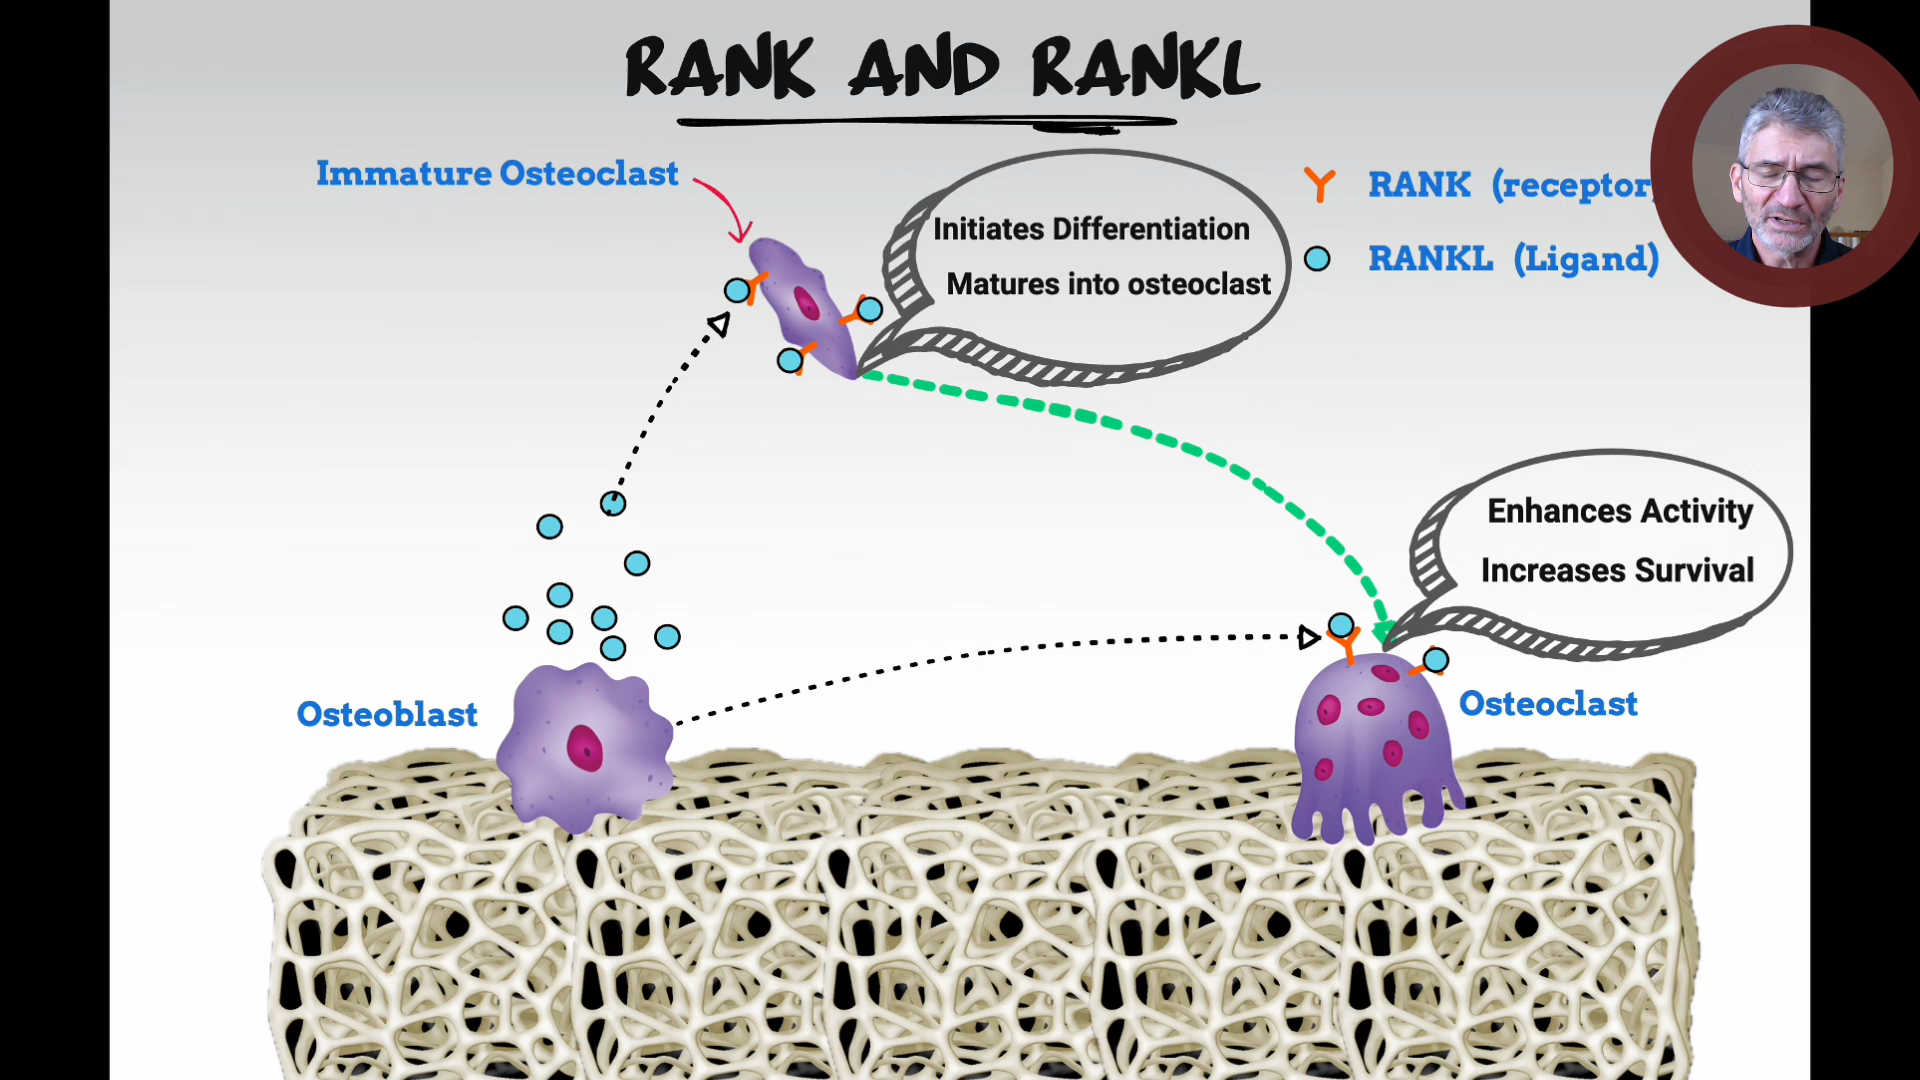 RANK AND RANKL
Immature Osteoclast
Initiates Differentiation
Matures into osteoclast
RANK (receptor
RANKL (Ligand)
Enhances Activity
Increases Survival
Osteoblast
Osteoclast